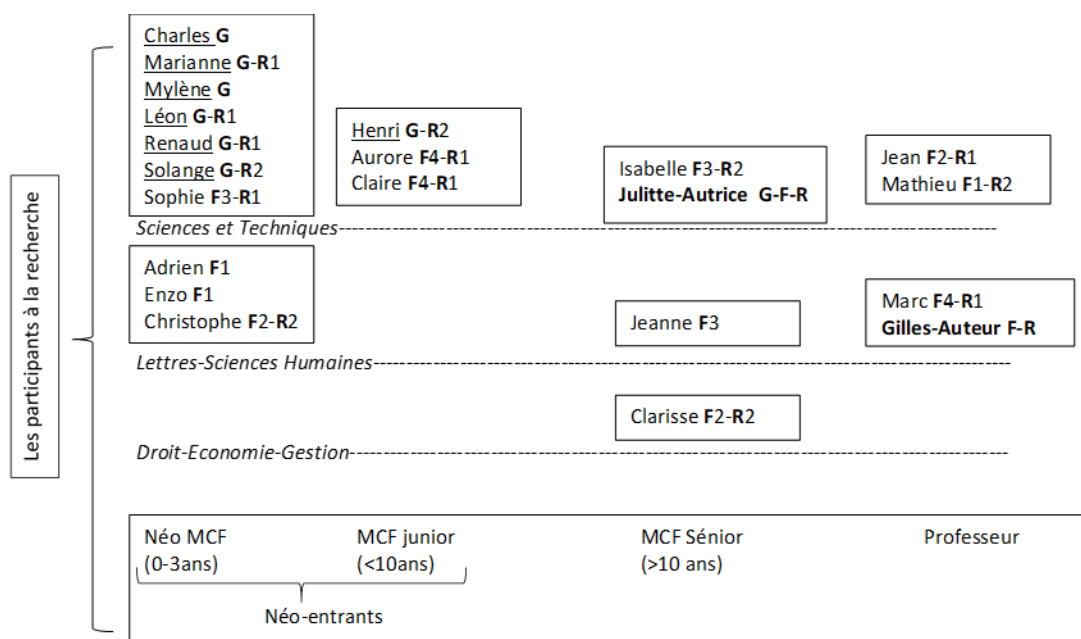 Les participants à la recherche
Charles G
Marianne G-R1
Mylène G
Léon G-R1
Renaud G-R1
Solange G-R2
Sophie F3-R1
Henri G-R2
Aurore F4-R1
Claire F4-R1
Isabelle F3-R2
Julitte-Autrice G-F-R
Jean F2-R1
Mathieu F1-R2
Sciences et Techniques
Adrien F1
Enzo F1
Christophe F2-R2
Jeanne F3
Marc F4-R1
Gilles-Auteur F-R
Lettres-Sciences Humaines
Clarisse F2-R2
Droit-Economie-Gestion
Néo MCF
(0-3ans)
MCF junior
(<10ans)
MCF Sénior
(>10 ans)
Professeur
Néo-entrants